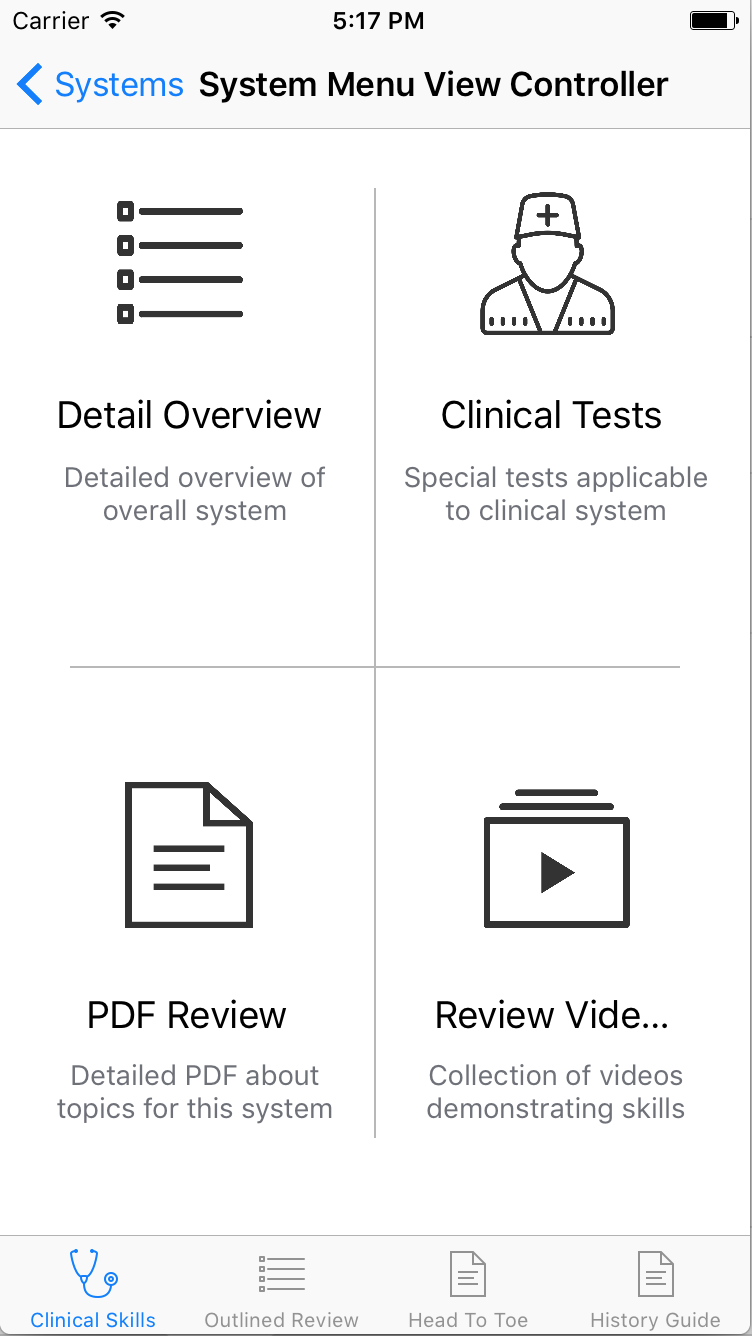 Carrier 5:17 PM
Systems System Menu View Controller
Detail Overview
Detailed overview of
overall system
Clinical Tests
Special tests applicable
to clinical system
PDF Review
Detailed PDF about
topics for this system
Review Vide...
Collection of videos
demonstrating skills
Clinical Skills Outlined Review Head To Toe History Guide